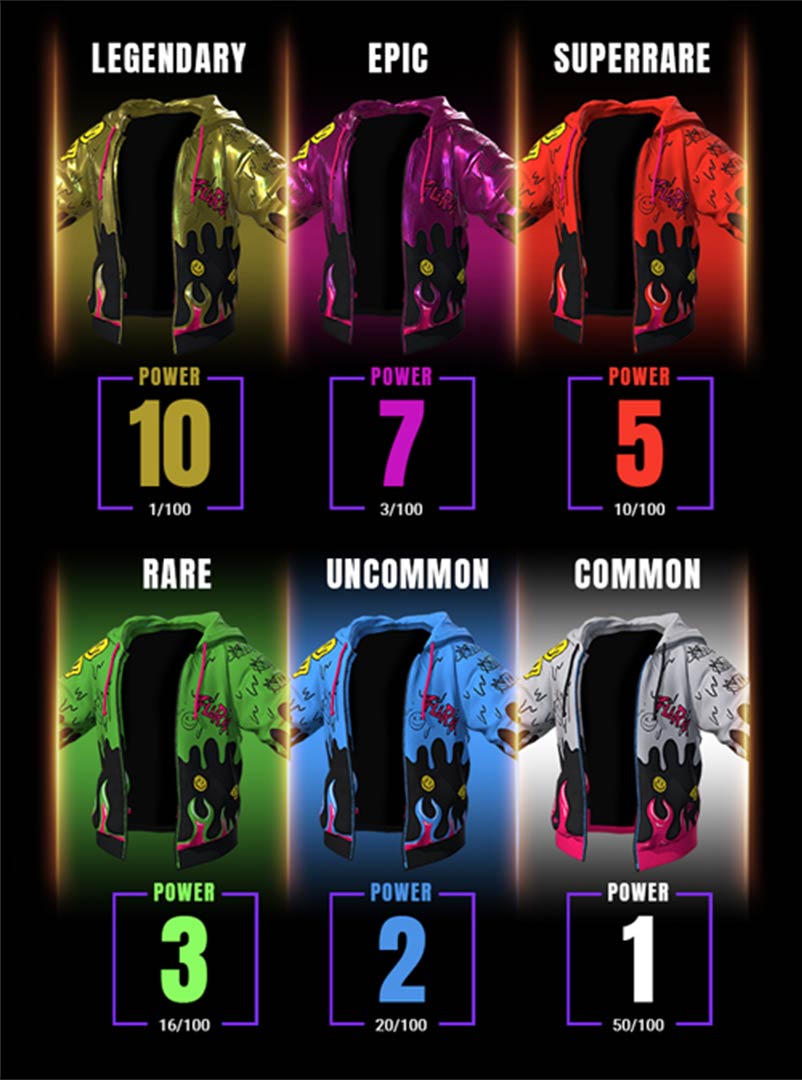 LEGENDARY
EPIC
SUPERRARE
POWER
10
1/100
POWER
7
3/100
POWER
5
10/100
RARE
UNCOMMON
COMMON
POWER
3
16/100
POWER
2
20/100
POWER
1
50/100